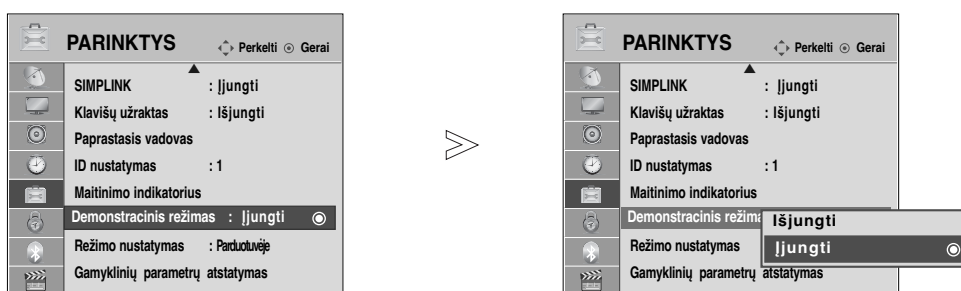 PARINKTYS Perkelti Gerai
SIMPLINK : Įjungti
Klavišų užraktas : Išjungti
Paprastasis vadovas
ID nustatymas : 1
Maitinimo indikatorius
Demonstracinis režimas : Įjungti
Režimo nustatymas : Parduotuvėje
Gamyklinių parametrų atstatymas
PARINKTYS Perkelti Gerai
SIMPLINK : Įjungti
Klavišų užraktas : Išjungti
Paprastasis vadovas
ID nustatymas : 1
Maitinimo indikatorius
Demonstracinis režima
Išjungti
Režimo nustatymas
Įjungti
Gamyklinių parametrų atstatymas